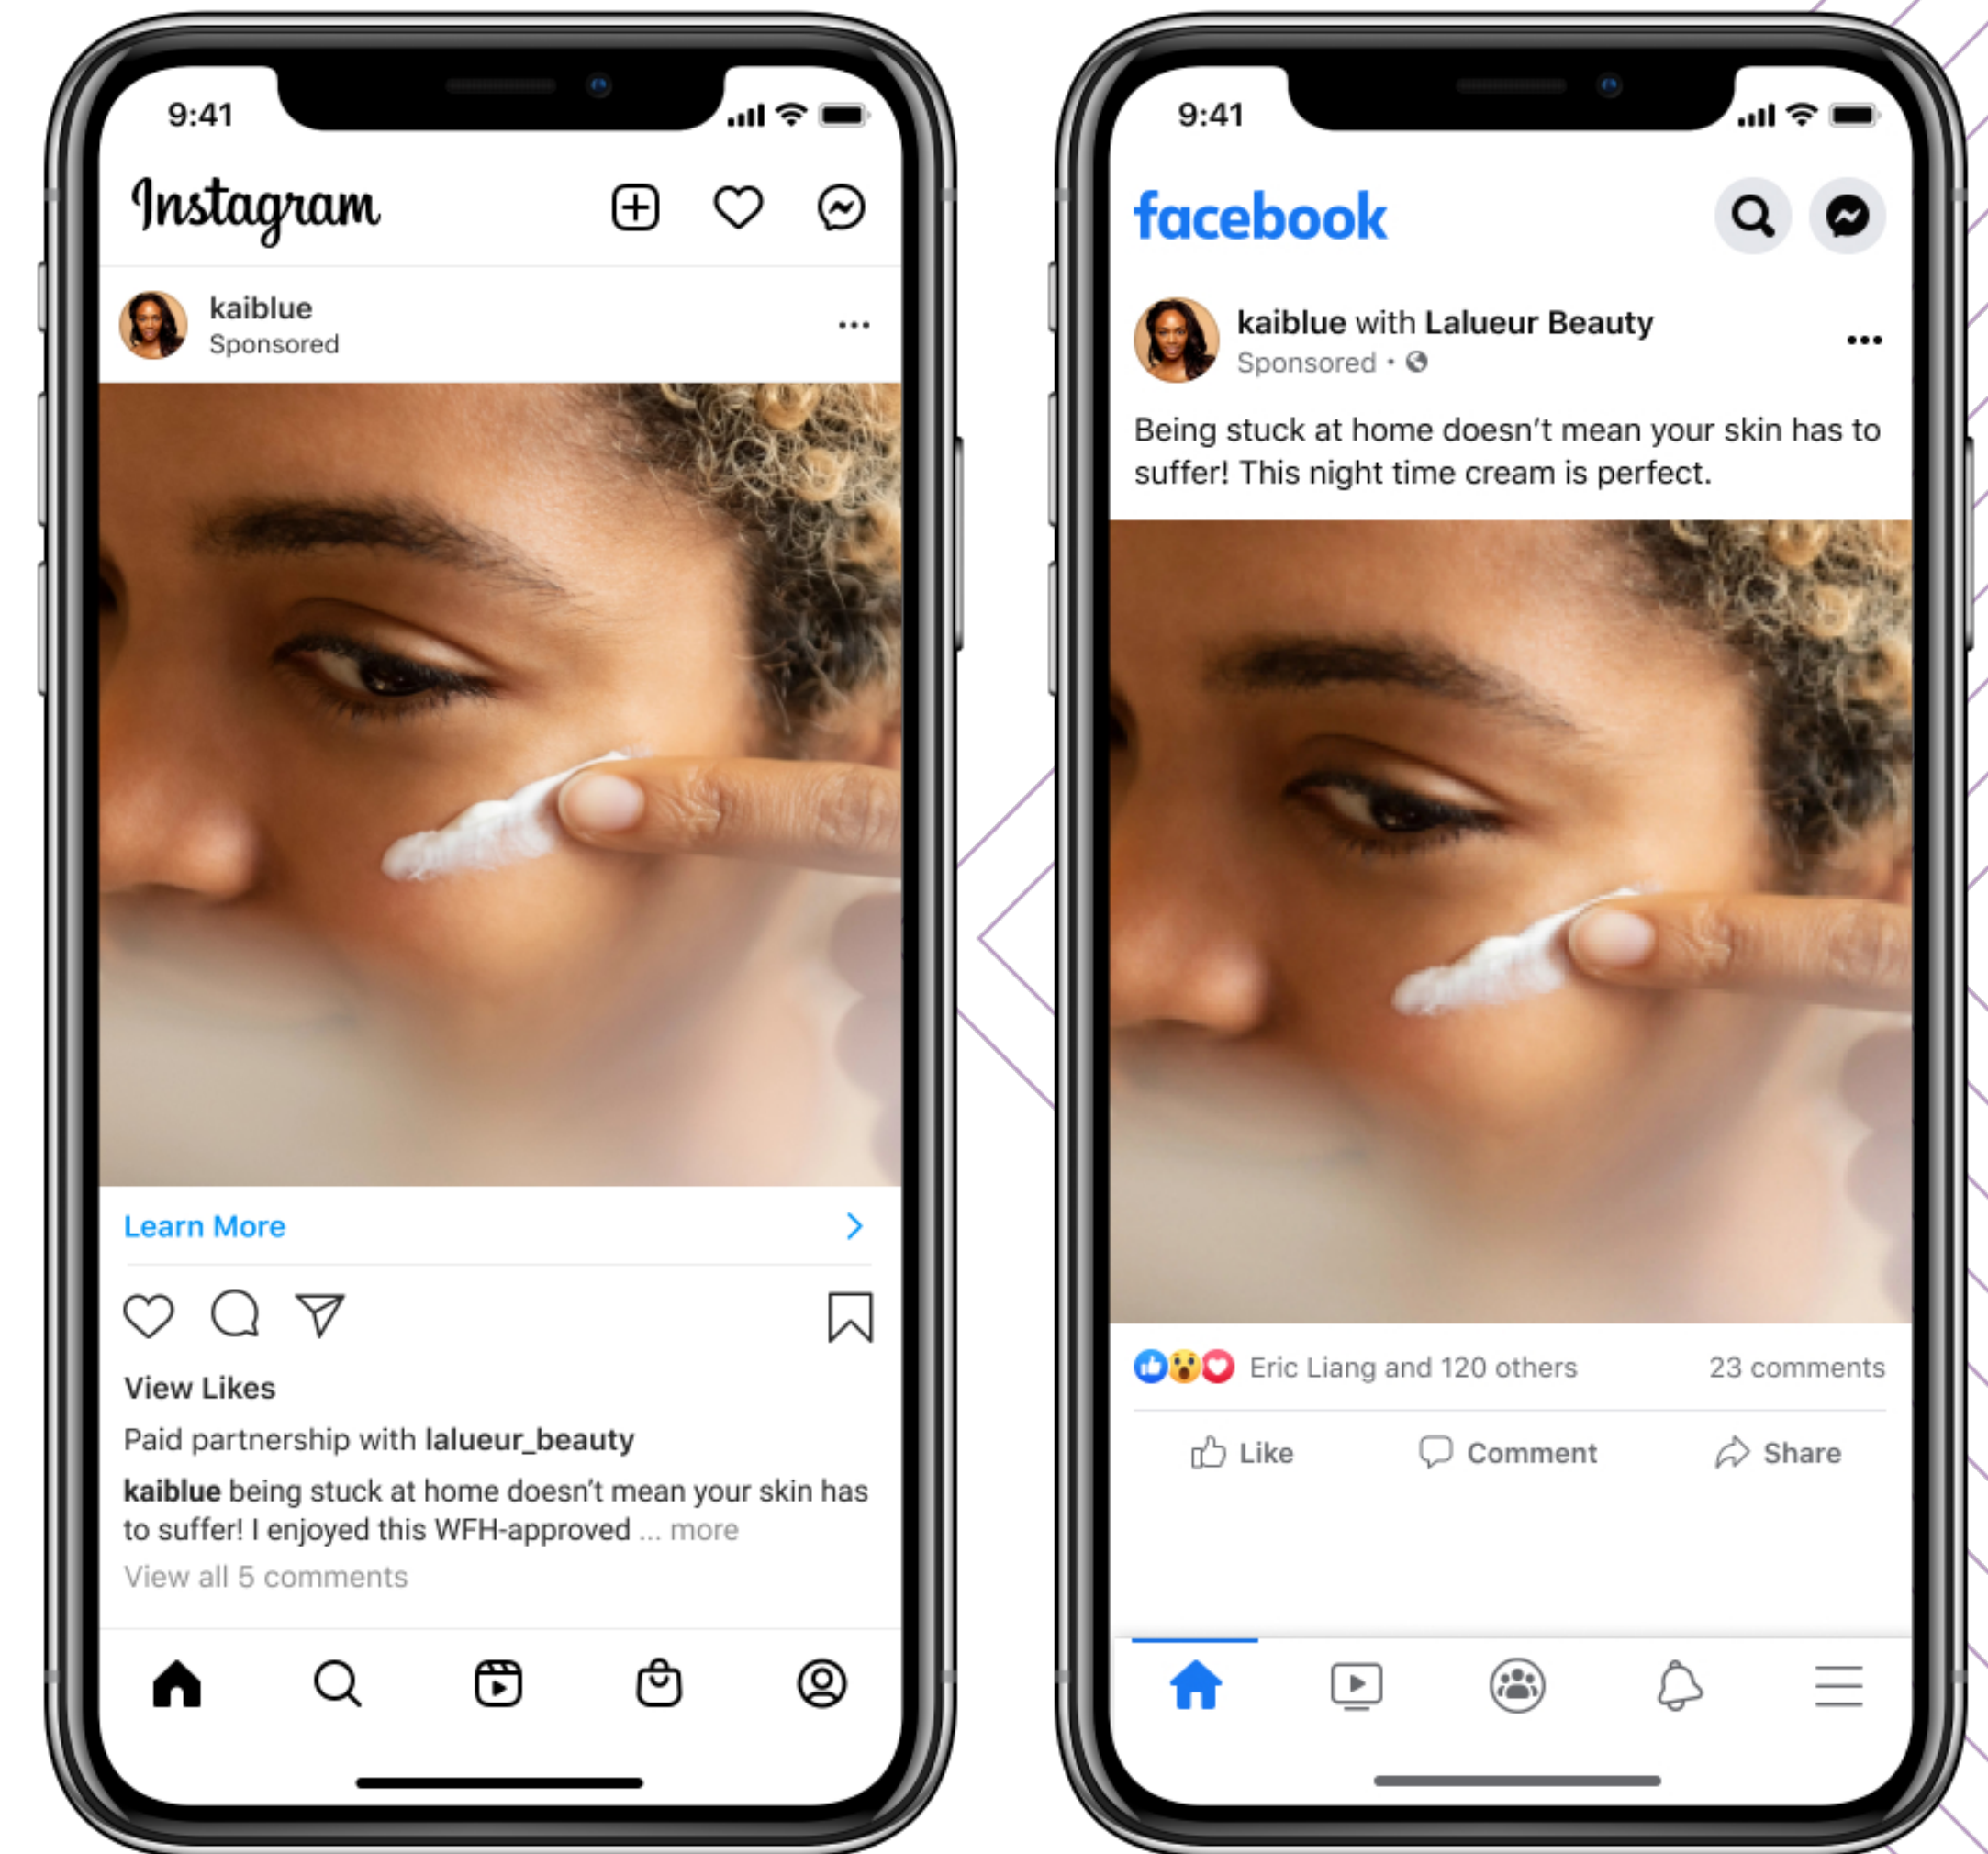 9:41
Instagram
kaiblue
Sponsored
Learn More
View Likes
Paid partnership with lalueur_beauty
kaiblue being stuck at home doesn't mean your skin has
to suffer! I enjoyed this WFH-approved ... more
View all 5 comments
9:41
facebook
kaiblue with Lalueur Beauty
Sponsored •
Being stuck at home doesn't mean your skin has to
suffer! This night time cream is perfect.
Eric Liang and 120 others 23 comments
Like Comment Share